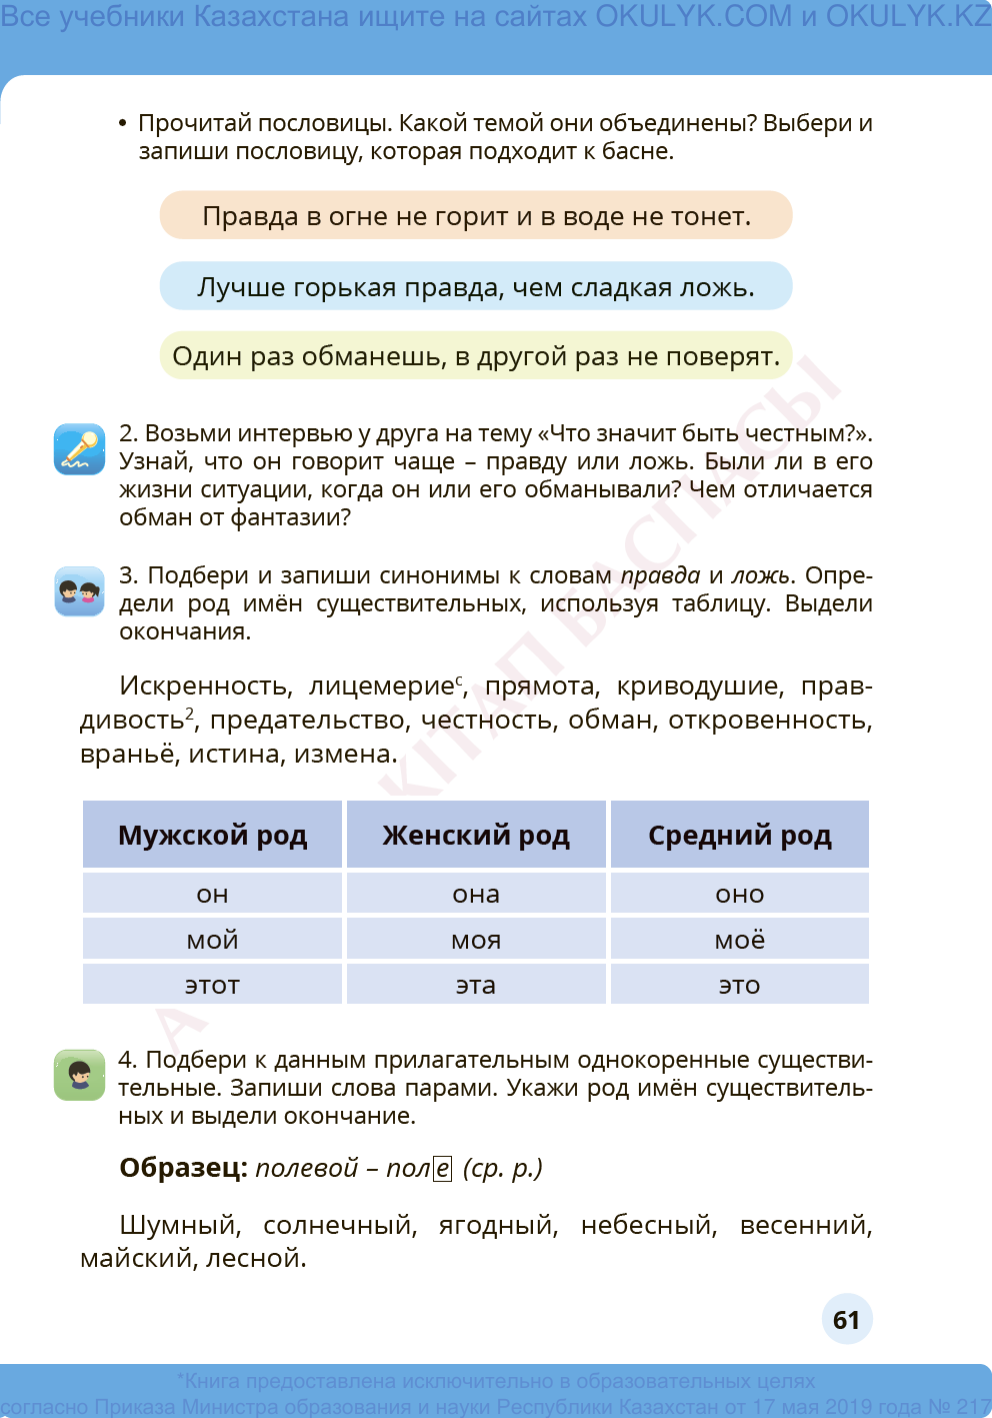 Все учебники Казахстана ищите на сайтах OKULYK.COM и OKULYK.KZ
• Прочитай пословицы. Какой темой они объединены? Выбери и
запиши пословицу, которая подходит к басне.
Правда в огне не горит и в воде не тонет.
Лучше горькая правда, чем сладкая ложь.
Один раз обманешь, в другой раз не поверят.
2. Возьми интервью у друга на тему «Что значит быть честным?».
Узнай, что он говорит чаще – правду или ложь. Были ли в его
жизни ситуации, когда он или его обманывали? Чем отличается
обман от фантазии?
3. Подбери и запиши синонимы к словам правда и ложь. Опре-
дели род имён существительных, используя таблицу. Выдели
окончания.
Искренность, лицемериеᶜ, прямота, криводушие, прав-
дивость², предательство, честность, обман, откровенность,
враньё, истина, измена.
Мужской род Женский род Средний род
он она оно
мой моя моё
этот эта это
4. Подбери к данным прилагательным однокоренные существи-
тельные. Запиши слова парами. Укажи род имён существитель-
ных и выдели окончание.
Образец: полевой – поле (ср. р.)
Шумный, солнечный, ягодный, небесный, весенний,
майский, лесной.
61
КІТАП БАСПАСЫ
*Книга предоставлена исключительно в образовательных целях
согласно Приказа Министра образования и науки Республики Казахстан от 17 мая 2019 года № 217